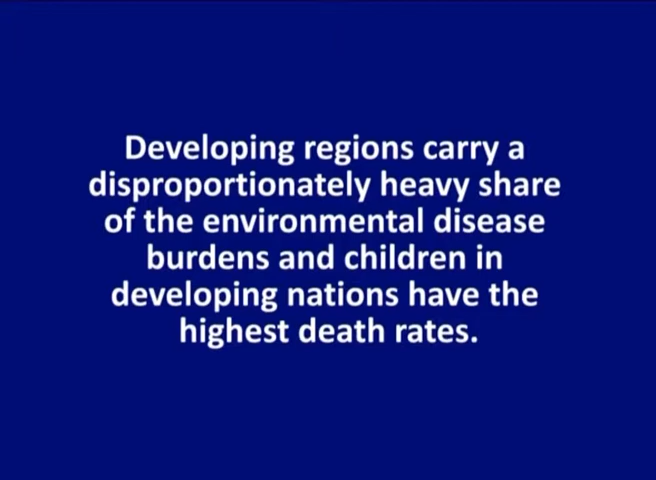 Developing regions carry a
disproportionately heavy share
of the environmental disease
burdens and children in
developing nations have the
highest death rates.